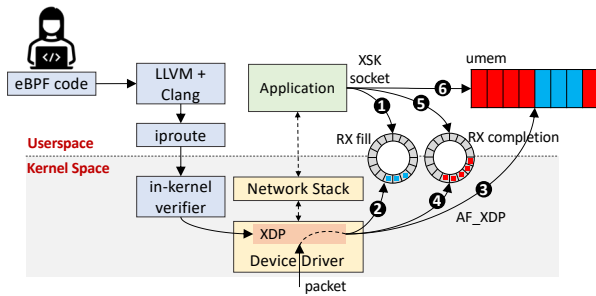 eBPF code
LLVM +
Clang
iproute
Userspace
Kernel Space
in-kernel
verifier
Application
XSK
socket
umem
6
1
5
RX fill
RX completion
Network Stack
2
4
3
AF_XDP
XDP
Device Driver
packet